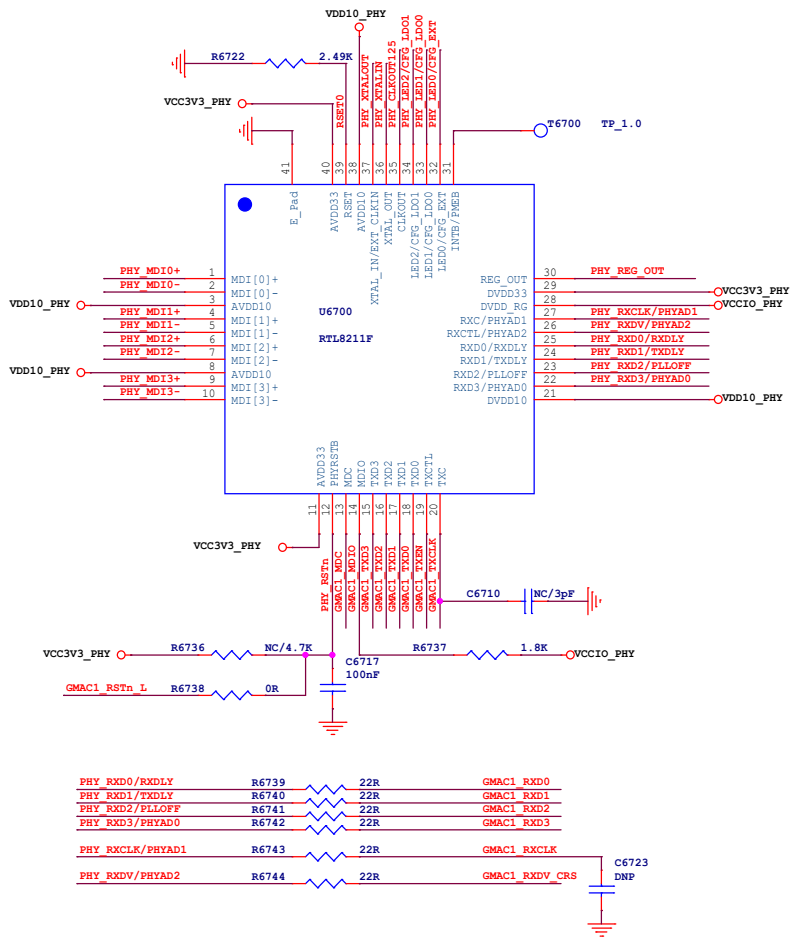 VDD10_PHY
R6722 2.49K
VCC3V3_PHY
RSET0
PHY_XTALOUT
PHY_XTALIN
PHY_CLKOUT125
PHY_LED2/CFG_LDO1
PHY_LED1/CFG_LDO0
PHY_LED0/CFG_EXT
T6700 TP_1.0
41
40
39
38
37
36
35
34
33
32
31
E_Pad
AVDD33
RSET
AVDD10
XTAL_IN/EXT_CLKIN
XTAL_OUT
CLKOUT
LED2/CFG_LDO1
LED1/CFG_LDO0
LED0/CFG_EXT
INTB/PMEB
PHY_MDI0+ 1 MDI[0]+
PHY_MDI0- 2 MDI[0]-
VDD10_PHY 3 AVDD10
PHY_MDI1+ 4 MDI[1]+
PHY_MDI1- 5 MDI[1]-
PHY_MDI2+ 6 MDI[2]+
PHY_MDI2- 7 MDI[2]-
VDD10_PHY 8 AVDD10
PHY_MDI3+ 9 MDI[3]+
PHY_MDI3- 10 MDI[3]-
U6700
RTL8211F
REG_OUT 30 PHY_REG_OUT
DVDD33 29 VCC3V3_PHY
DVDD_RG 28 VCCIO_PHY
RXC/PHYAD1 27 PHY_RXCLK/PHYAD1
RXCTL/PHYAD2 26 PHY_RXDV/PHYAD2
RXD0/RXDLY 25 PHY_RXD0/RXDLY
RXD1/TXDLY 24 PHY_RXD1/TXDLY
RXD2/PLLOFF 23 PHY_RXD2/PLLOFF
RXD3/PHYAD0 22 PHY_RXD3/PHYAD0
DVDD10 21 VDD10_PHY
AVDD33
PHYRSTB
MDC
MDIO
TXD3
TXD2
TXD1
TXD0
TXCTL
TXC
11
12
13
14
15
16
17
18
19
20
VCC3V3_PHY
PHY_RSTn
GMAC1_MDC
GMAC1_MDIO
GMAC1_TXD3
GMAC1_TXD2
GMAC1_TXD1
GMAC1_TXD0
GMAC1_TXEN
GMAC1_TXCLK
C6710 NC/3pF
VCC3V3_PHY R6736 NC/4.7K
R6737 1.8K VCCIO_PHY
C6717
100nF
GMAC1_RSTn_L R6738 0R
PHY_RXD0/RXDLY R6739 22R GMAC1_RXD0
PHY_RXD1/TXDLY R6740 22R GMAC1_RXD1
PHY_RXD2/PLLOFF R6741 22R GMAC1_RXD2
PHY_RXD3/PHYAD0 R6742 22R GMAC1_RXD3
PHY_RXCLK/PHYAD1 R6743 22R GMAC1_RXCLK
C6723
DNP
PHY_RXDV/PHYAD2 R6744 22R GMAC1_RXDV_CRS